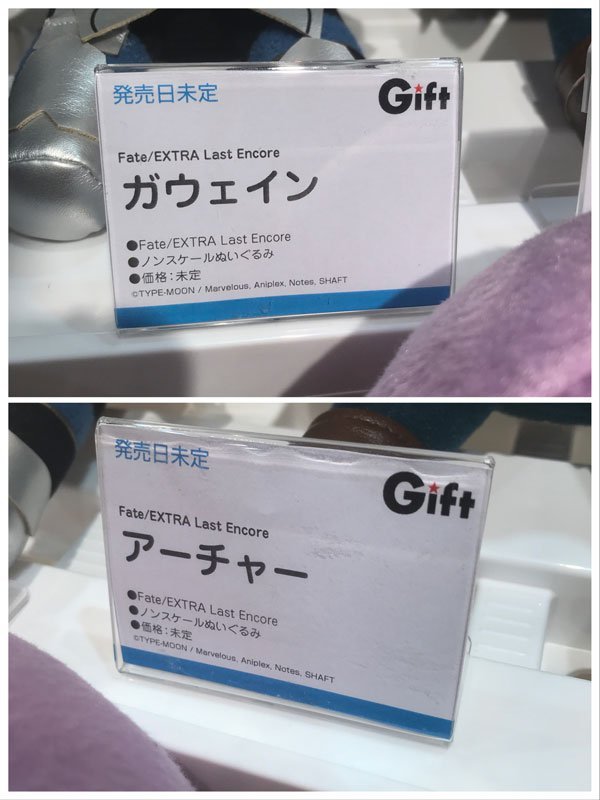 発売日未定
Gift
Fate/EXTRA Last Encore
ガウェイン
●Fate/EXTRA Last Encore
●ノンスケールぬいぐるみ
●価格：未定
©TYPE-MOON / Marvelous, Aniplex, Notes, SHAFT
発売日未定
Gift
Fate/EXTRA Last Encore
アーチャー
●Fate/EXTRA Last Encore
●ノンスケールぬいぐるみ
●価格：未定
©TYPE-MOON / Marvelous, Aniplex, Notes, SHAFT